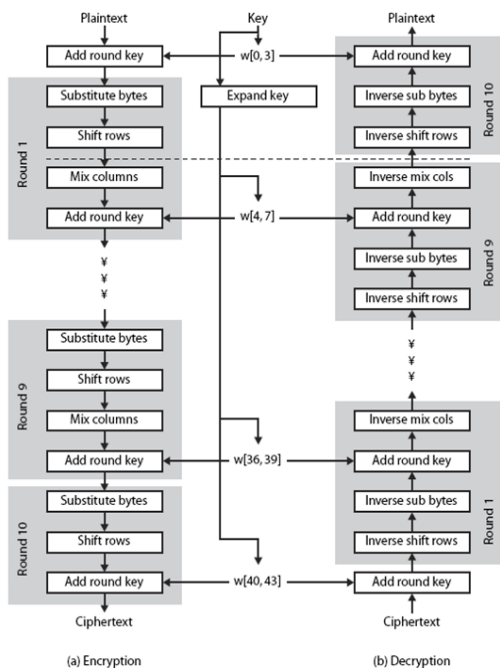 Plaintext
Key
Plaintext
Add round key
w[0, 3]
Add round key
Substitute bytes
Expand key
Inverse sub bytes
Round 1
Round 10
Shift rows
Inverse shift rows
Mix columns
Inverse mix cols
Add round key
w[4, 7]
Add round key
Round 9
Inverse sub bytes
¥
Inverse shift rows
¥
¥
Substitute bytes
¥
¥
¥
Shift rows
Round 9
Mix columns
Inverse mix cols
Add round key
w[36, 39]
Add round key
Substitute bytes
Inverse sub bytes
Round 10
Round 1
Shift rows
Inverse shift rows
Add round key
w[40, 43]
Add round key
Ciphertext
Ciphertext
(a) Encryption
(b) Decryption